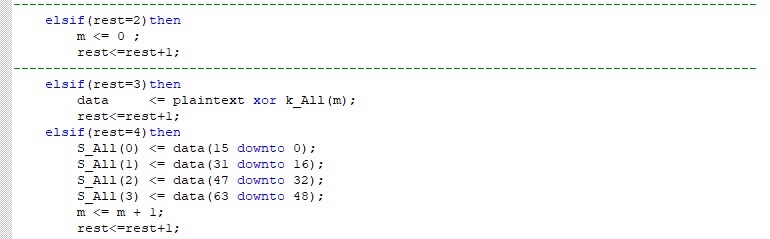 --------------------------------------------------------------------------------------------
    elsif(rest=2)then
        m <= 0 ;
        rest<=rest+1;
--------------------------------------------------------------------------------------------
    elsif(rest=3)then
        data     <= plaintext xor k_All(m);
        rest<=rest+1;
    elsif(rest=4)then
        S_All(0) <= data(15 downto 0);
        S_All(1) <= data(31 downto 16);
        S_All(2) <= data(47 downto 32);
        S_All(3) <= data(63 downto 48);
        m <= m + 1;
        rest<=rest+1;